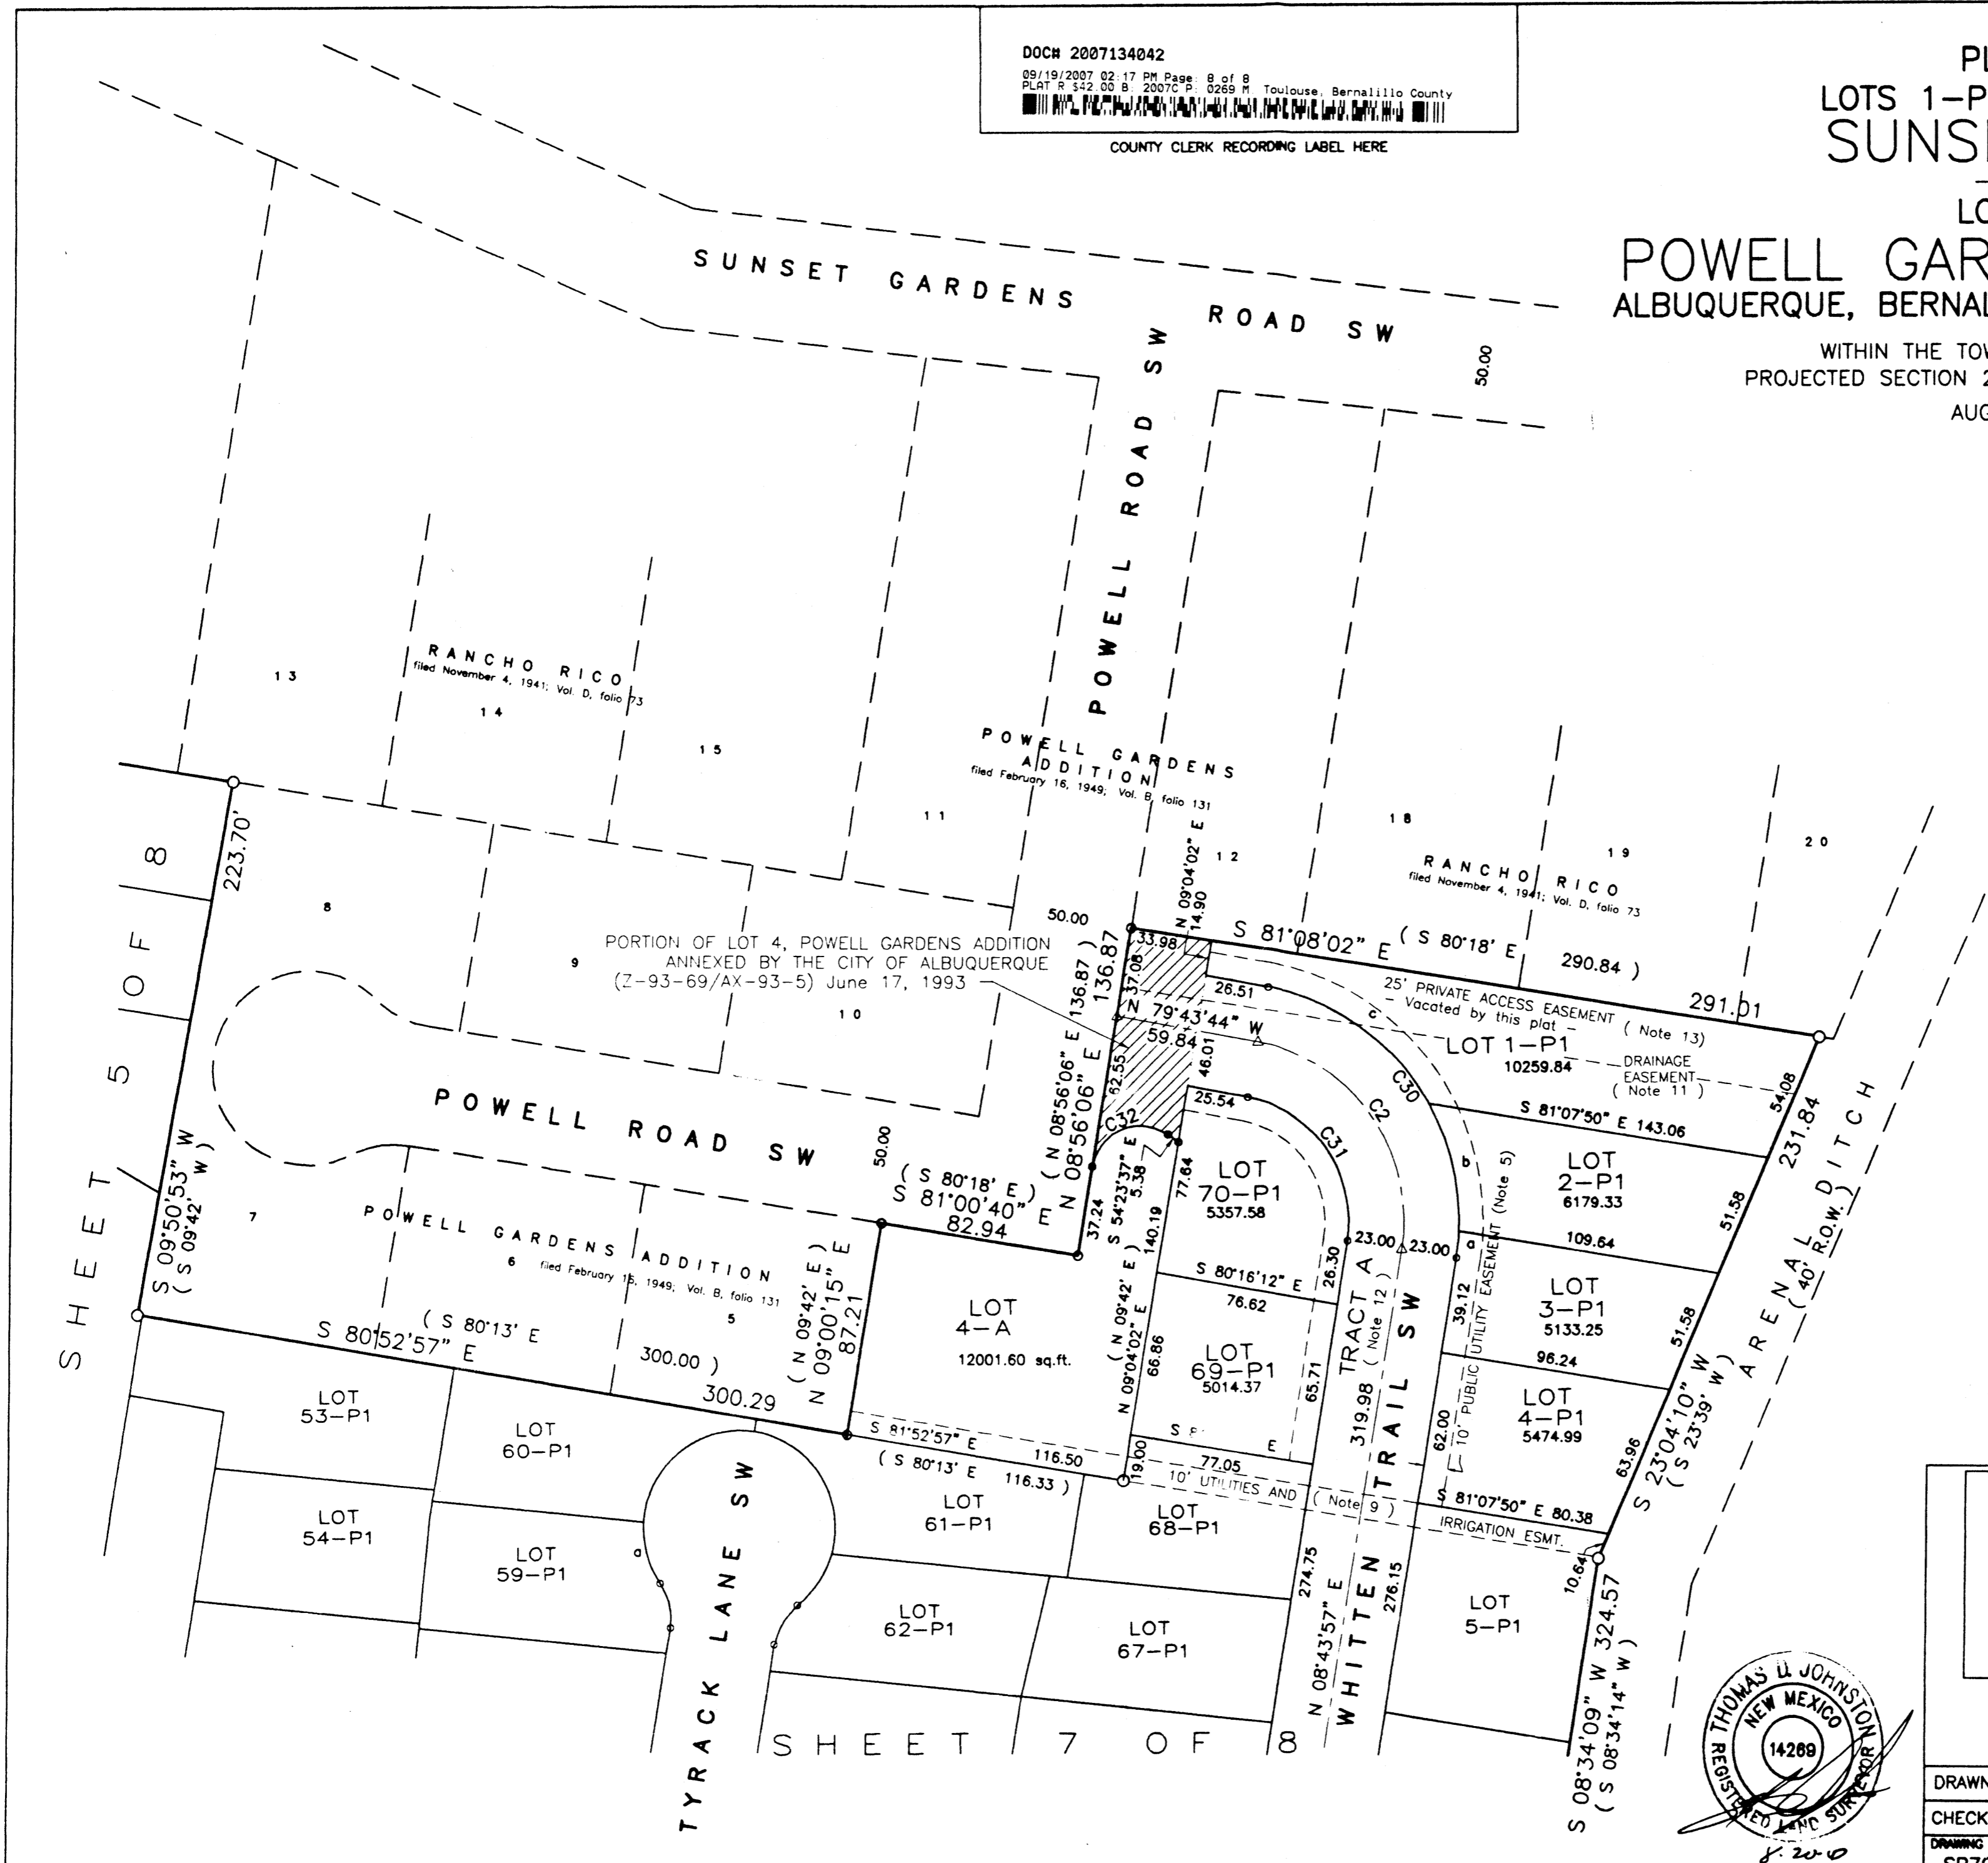 DOC# 2007134042
09/19/2007 02:17 PM Page: 8 of 8
PLAT R $42.00 B: 2007C P: 0269 M. Toulouse, Bernalillo County
COUNTY CLERK RECORDING LABEL HERE
LOTS 1-P
POWELL GAR
ALBUQUERQUE, BERNAL
WITHIN THE TOW
PROJECTED SECTION 2
AUG
SUNSET GARDENS ROAD SW
50.00
POWELL ROAD SW
RANCHO RICO
filed November 4, 1941; Vol. D, folio 73
13
14
15
POWELL GARDENS
ADDITION
filed February 16, 1949; Vol. B, folio 131
11
12
18
19
20
RANCHO RICO
filed November 4, 1941; Vol. D, folio 73
SHEET 5 OF 8
223.70'
S 09°50'53" W
( S 09°42' W )
8
9
10
PORTION OF LOT 4, POWELL GARDENS ADDITION
ANNEXED BY THE CITY OF ALBUQUERQUE
(Z-93-69/AX-93-5) June 17, 1993
50.00
N 09°04'02" E
14.90
33.98
37.08
136.87
N 08°56'06" E
( N 08°56'06" E 136.87 )
S 81°08'02" E
( S 80°18' E
290.84 )
291.01
26.51
N 79°43'44" W
59.84
62.55
46.01
25' PRIVATE ACCESS EASEMENT ( Note 13)
- Vacated by this plat -
LOT 1-P1
10259.84
DRAINAGE
EASEMENT
( Note 11 )
54.08
c
C30
C2
C31
C32
25.54
S 81°07'50" E 143.06
231.84
ARENAL DITCH
( 40' R.O.W. )
POWELL ROAD SW
50.00
( S 80°18' E )
S 81°00'40" E
82.94
37.24
S 54°23'37" E
5.38
77.64
140.19
LOT
70-P1
5357.58
b
a
LOT
2-P1
6179.33
51.58
109.64
23.00
23.00
26.30
S 80°16'12" E
76.62
7
POWELL GARDENS ADDITION
6
filed February 16, 1949; Vol. B, folio 131
5
( S 80°13' E
300.00 )
S 80°52'57" E
300.29
( N 09°42' E )
N 09°00'15" E
87.21
LOT
4-A
12001.60 sq.ft.
( N 09°42' E )
N 09°04'02" E
66.86
LOT
69-P1
5014.37
65.71
TRACT A
( Note 12 )
319.98
WHITTEN TRAIL SW
39.12
10' PUBLIC UTILITY EASEMENT (Note 5)
LOT
3-P1
5133.25
51.58
96.24
62.00
LOT
4-P1
5474.99
63.96
S 23°04'10" W
( S 23°39' W )
S 81°52'57" E
116.50
( S 80°13' E
116.33 )
19.00
77.05
10' UTILITIES AND ( Note 9 )
IRRIGATION ESMT.
S 81°07'50" E 80.38
10.64
LOT
53-P1
LOT
60-P1
LOT
54-P1
LOT
59-P1
a
TYRACK LANE SW
LOT
61-P1
LOT
68-P1
LOT
62-P1
LOT
67-P1
274.75
N 08°43'57" E
276.15
LOT
5-P1
S 08°34'09" W 324.57
( S 08°34'14" W )
SHEET 7 OF 8
THOMAS D. JOHNSTON
NEW MEXICO
14269
REGISTERED LAND SURVEYOR
DRAWN
CHECK
DRAWING